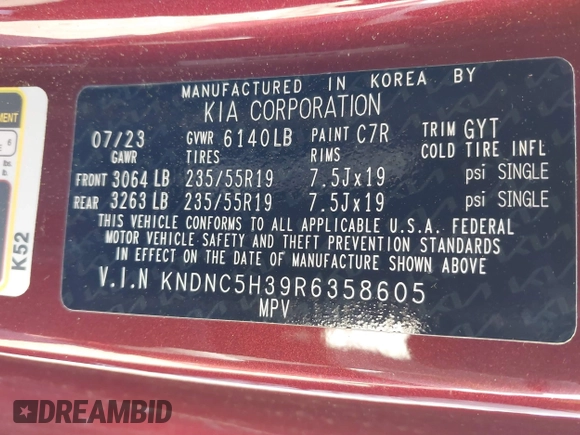 MANUFACTURED IN KOREA BY
KIA CORPORATION
07/23 GVWR 6140LB PAINT C7R TRIM GYT
GAWR TIRES RIMS COLD TIRE INFL
FRONT 3064 LB 235/55R19 7.5Jx19 psi SINGLE
REAR 3263 LB 235/55R19 7.5Jx19 psi SINGLE
THIS VEHICLE CONFORMS TO ALL APPLICABLE U.S.A. FEDERAL
MOTOR VEHICLE SAFETY AND THEFT PREVENTION STANDARDS
IN EFFECT ON THE DATE OF MANUFACTURE SHOWN ABOVE
V.I.N KNDNC5H39R6358605
MPV
K52
DREAMBID